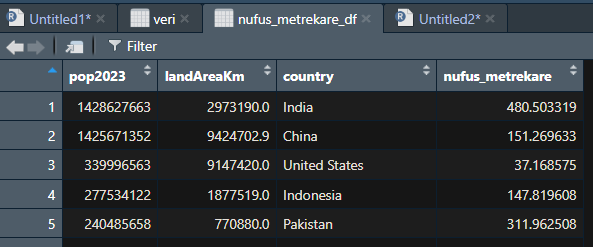 Untitled1* veri nufus_metrekare_df Untitled2*
Filter
pop2023 landAreaKm country nufus_metrekare
1 1428627663 2973190.0 India 480.503319
2 1425671352 9424702.9 China 151.269633
3 339996563 9147420.0 United States 37.168575
4 277534122 1877519.0 Indonesia 147.819608
5 240485658 770880.0 Pakistan 311.962508